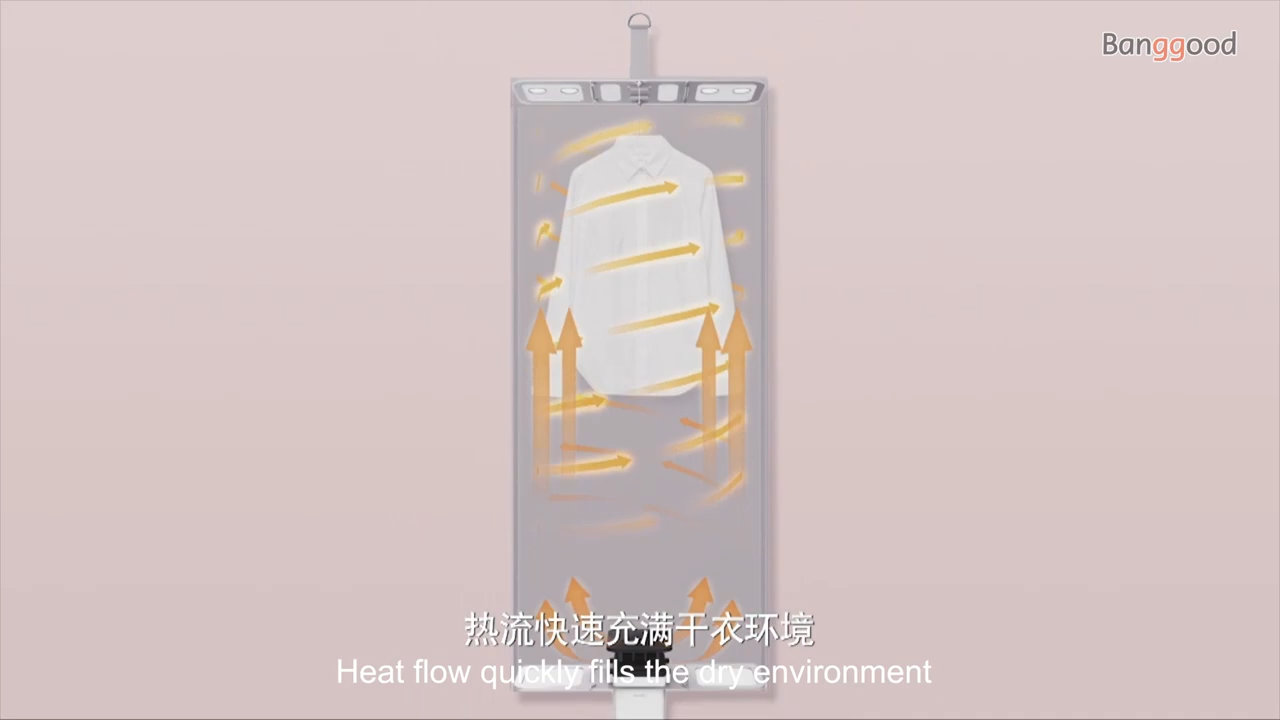 Banggood
热流快速充满干衣环境
Heat flow quickly fills the dry environment